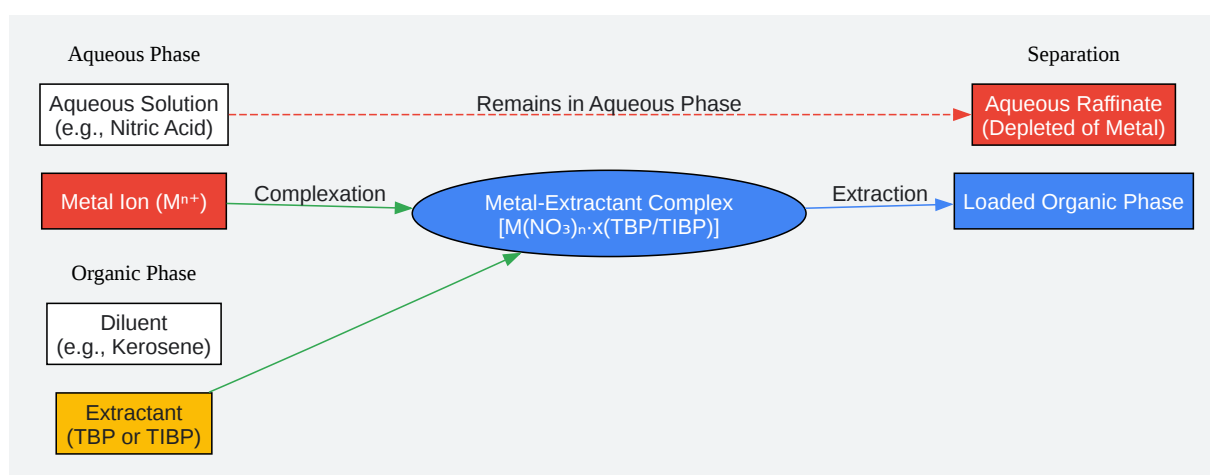 Aqueous Phase
Aqueous Solution
(e.g., Nitric Acid)
Metal Ion (Mⁿ⁺)
Organic Phase
Diluent
(e.g., Kerosene)
Extractant
(TBP or TIBP)
Remains in Aqueous Phase
Complexation
Metal-Extractant Complex
[M(NO₃)ₙ·x(TBP/TIBP)]
Extraction
Separation
Aqueous Raffinate
(Depleted of Metal)
Loaded Organic Phase